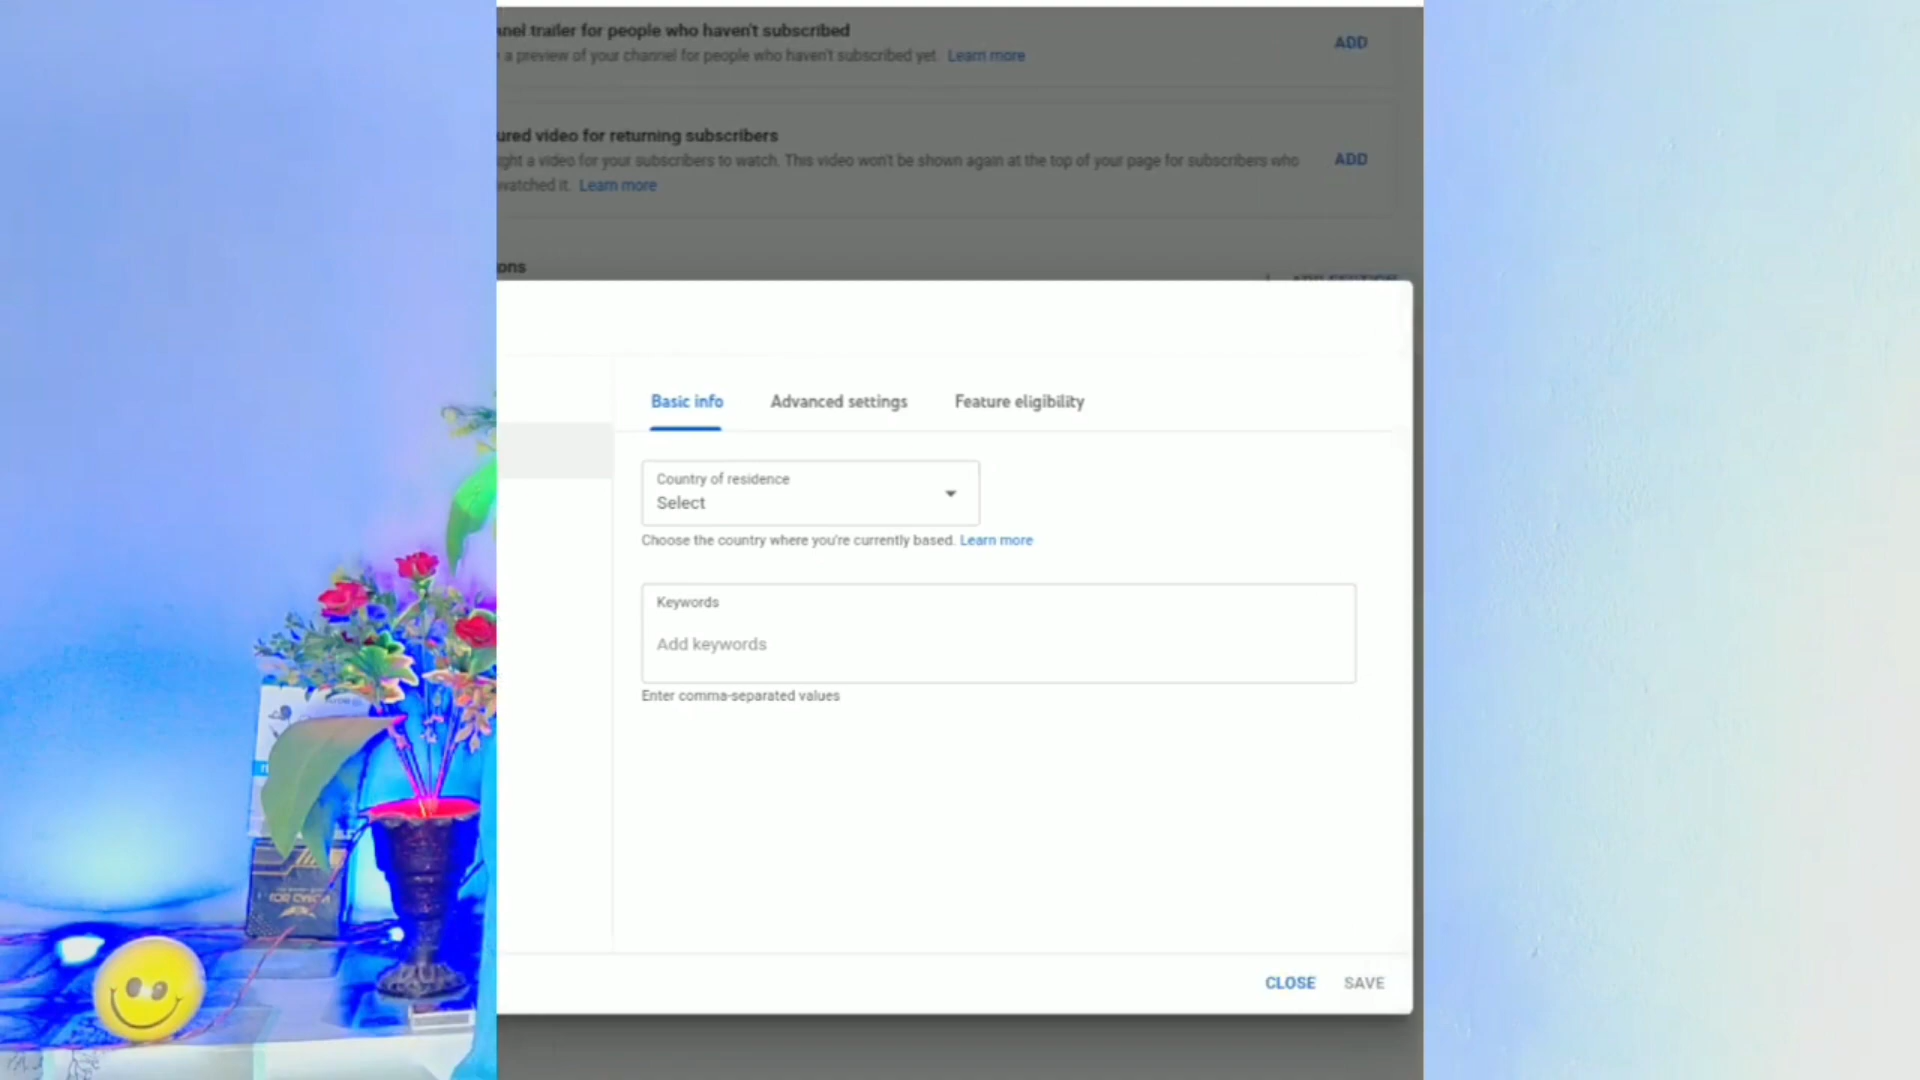 trailer for people who haven't subscribed
a preview of your channel for people who haven't subscribed yet. Learn more
ADD
video for returning subscribers
a video for your subscribers to watch. This video won't be shown again at the top of your page for subscribers who
watched it. Learn more
ADD
Basic info
Advanced settings
Feature eligibility
Country of residence
Select
Choose the country where you're currently based. Learn more
Keywords
Add keywords
Enter comma-separated values
CLOSE
SAVE